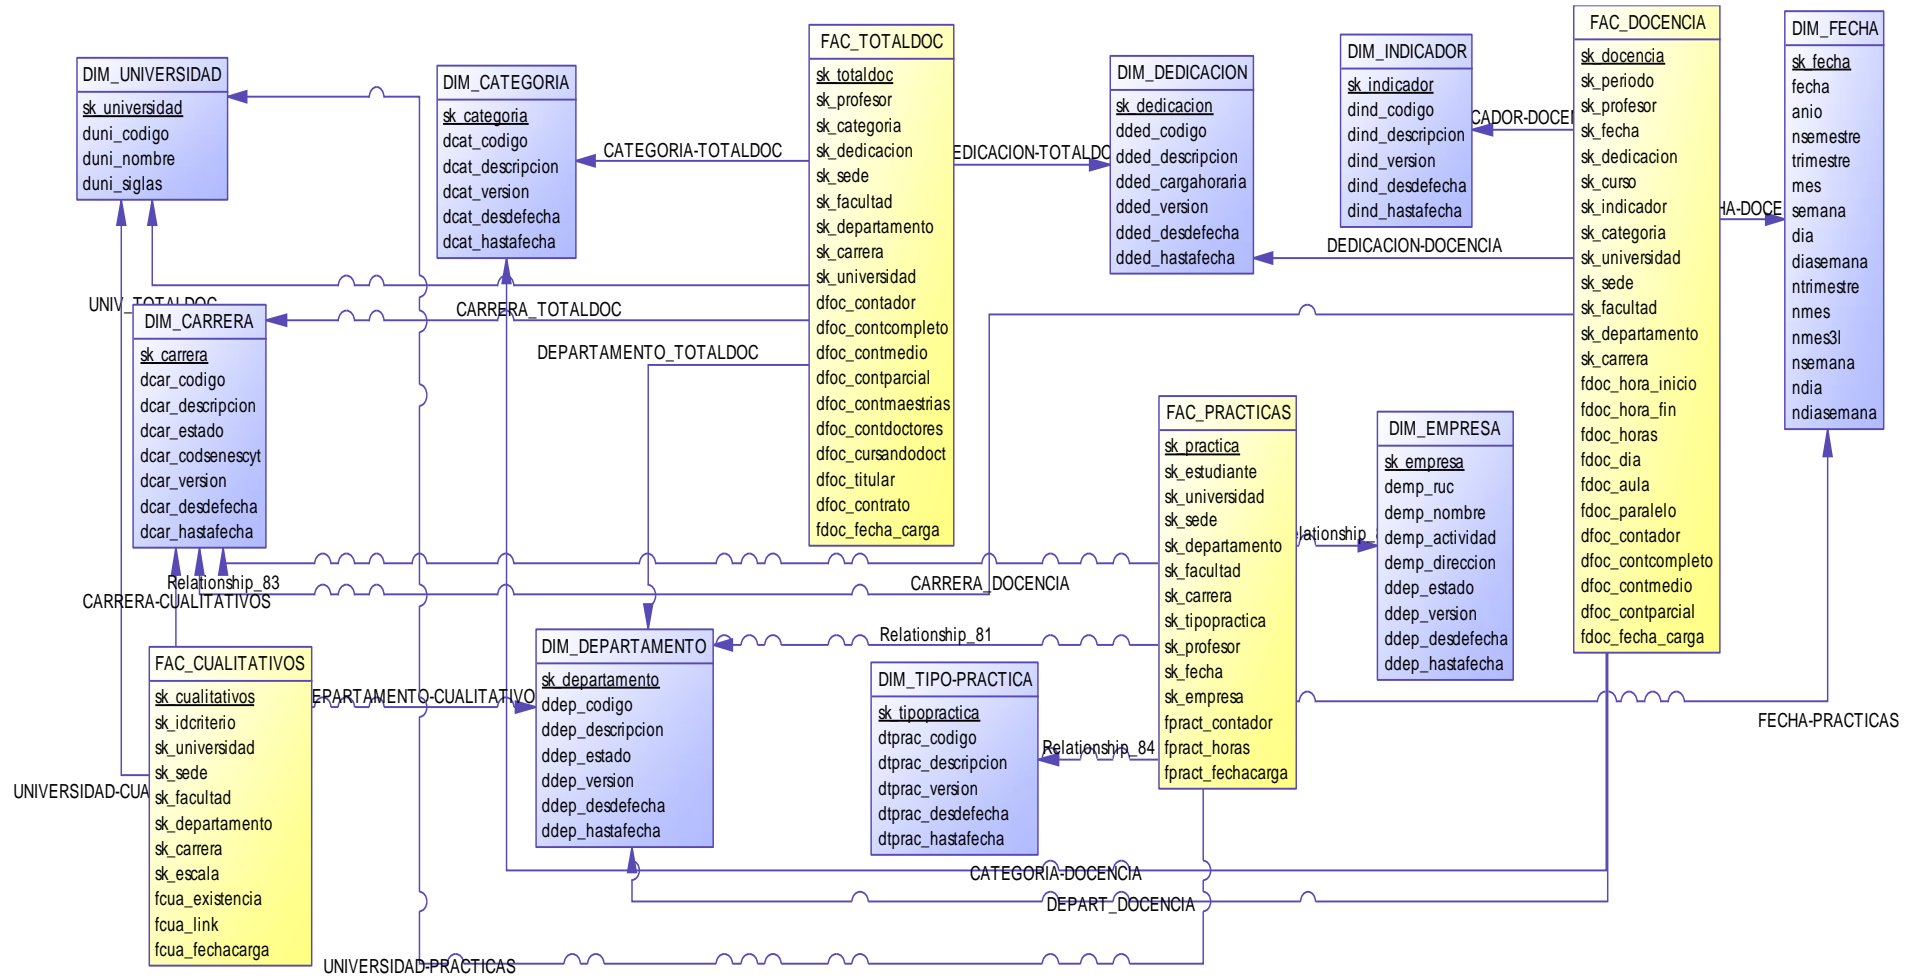 DIM_UNIVERSIDAD
sk_universidad
duni_codigo
duni_nombre
duni_siglas
DIM_CATEGORIA
sk_categoria
dcat_codigo
dcat_descripcion
dcat_version
dcat_desdefecha
dcat_hastafecha
FAC_TOTALDOC
sk_totaldoc
sk_profesor
sk_categoria
sk_dedicacion
sk_sede
sk_facultad
sk_departamento
sk_carrera
sk_universidad
dfoc_contador
dfoc_contcompleto
dfoc_contmedio
dfoc_contparcial
dfoc_contmaestrias
dfoc_contdoctores
dfoc_cursandodoct
dfoc_titular
dfoc_contrato
fdoc_fecha_carga
DIM_DEDICACION
sk_dedicacion
dded_codigo
dded_descripcion
dded_cargahoraria
dded_version
dded_desdefecha
dded_hastafecha
DIM_INDICADOR
sk_indicador
dind_codigo
dind_descripcion
dind_version
dind_desdefecha
dind_hastafecha
FAC_DOCENCIA
sk_docencia
sk_periodo
sk_profesor
sk_fecha
sk_dedicacion
sk_curso
sk_indicador
sk_categoria
sk_universidad
sk_sede
sk_facultad
sk_departamento
sk_carrera
fdoc_hora_inicio
fdoc_hora_fin
fdoc_horas
fdoc_dia
fdoc_aula
fdoc_paralelo
dfoc_contador
dfoc_contcompleto
dfoc_contmedio
dfoc_contparcial
fdoc_fecha_carga
DIM_FECHA
sk_fecha
fecha
anio
nsemestre
trimestre
mes
semana
dia
diasemana
ntrimestre
nmes
nmes3l
nsemana
ndia
ndiasemana
CATEGORIA-TOTALDOC
EDICACION-TOTALDO
CADOR-DOCEN
HA-DOCE
DEDICACION-DOCENCIA
UNIV_TOTALDOC
CARRERA_TOTALDOC
DEPARTAMENTO_TOTALDOC
DIM_CARRERA
sk_carrera
dcar_codigo
dcar_descripcion
dcar_estado
dcar_codsenescyt
dcar_version
dcar_desdefecha
dcar_hastafecha
FAC_PRACTICAS
sk_practica
sk_estudiante
sk_universidad
sk_sede
sk_departamento
sk_facultad
sk_carrera
sk_tipopractica
sk_profesor
sk_fecha
sk_empresa
fpract_contador
fpract_horas
fpract_fechacarga
DIM_EMPRESA
sk_empresa
demp_ruc
demp_nombre
demp_actividad
demp_direccion
ddep_estado
ddep_version
ddep_desdefecha
ddep_hastafecha
elationship_
Relationship_83
CARRERA-CUALITATIVOS
CARRERA_DOCENCIA
Relationship_81
FAC_CUALITATIVOS
sk_cualitativos
sk_idcriterio
sk_universidad
sk_sede
sk_facultad
sk_departamento
sk_carrera
sk_escala
fcua_existencia
fcua_link
fcua_fechacarga
EPARTAMENTO-CUALITATIVO
DIM_DEPARTAMENTO
sk_departamento
ddep_codigo
ddep_descripcion
ddep_estado
ddep_version
ddep_desdefecha
ddep_hastafecha
DIM_TIPO-PRACTICA
sk_tipopractica
dtprac_codigo
dtprac_descripcion
dtprac_version
dtprac_desdefecha
dtprac_hastafecha
Relationship_84
FECHA-PRACTICAS
UNIVERSIDAD-CUA
CATEGORIA-DOCENCIA
DEPART_DOCENCIA
UNIVERSIDAD-PRACTICAS